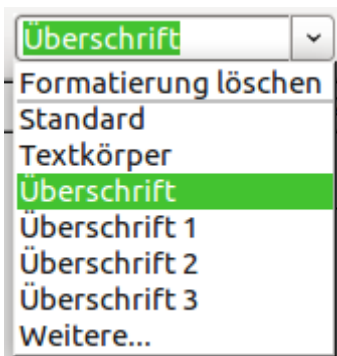 Überschrift
Formatierung löschen
Standard
Textkörper
Überschrift
Überschrift 1
Überschrift 2
Überschrift 3
Weitere...